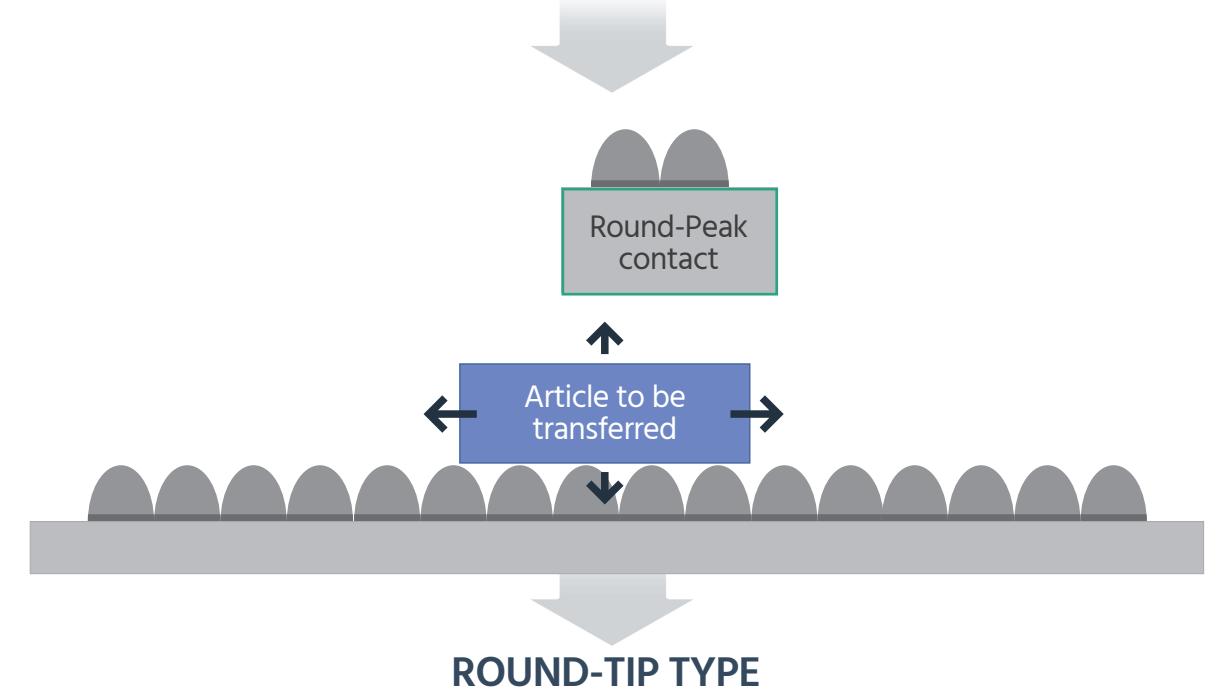 Round-Peak
contact
Article to be
transferred
ROUND-TIP TYPE